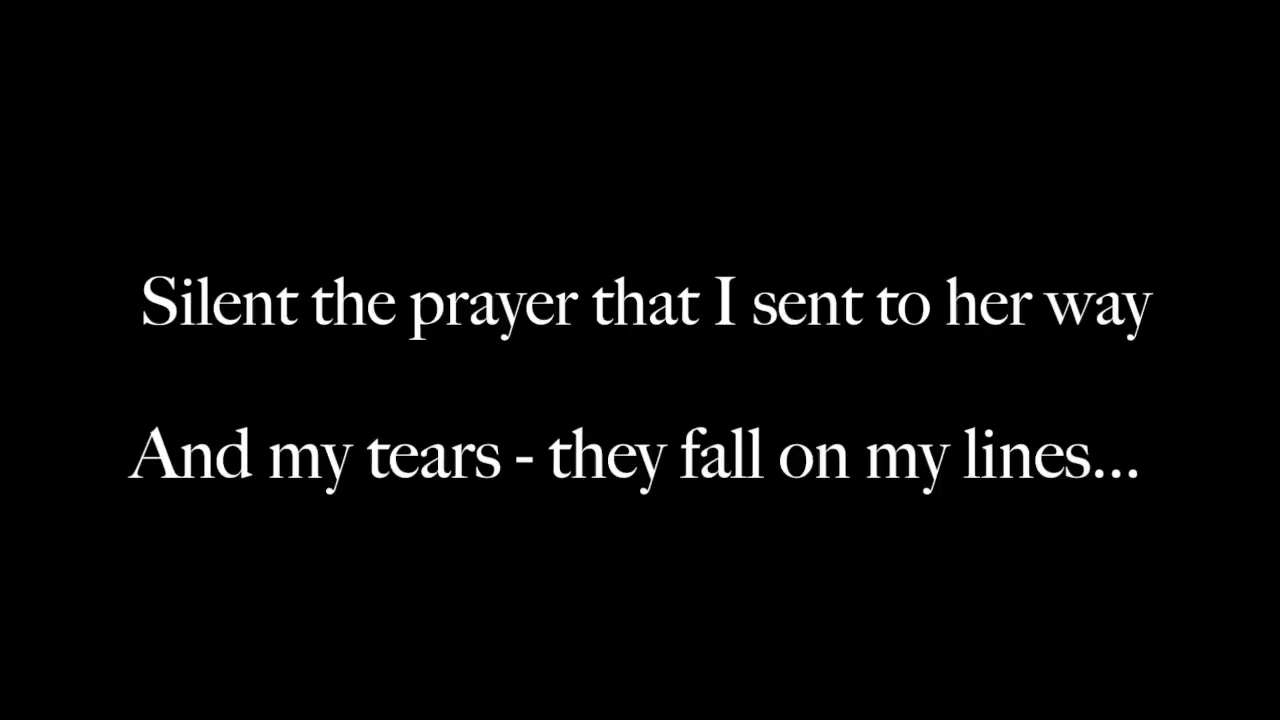 Silent the prayer that I sent to her way
And my tears - they fall on my lines...